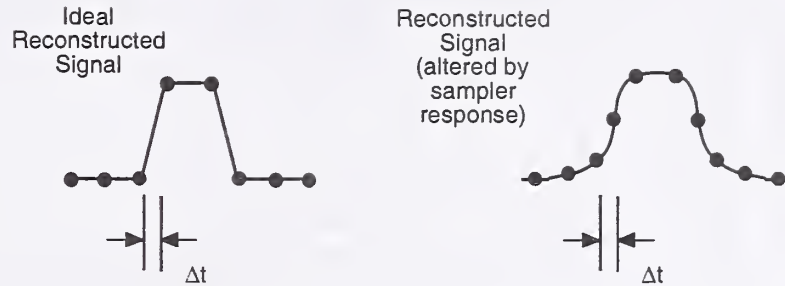 Ideal
Reconstructed
Signal
Δt
Reconstructed
Signal
(altered by
sampler
response)
Δt